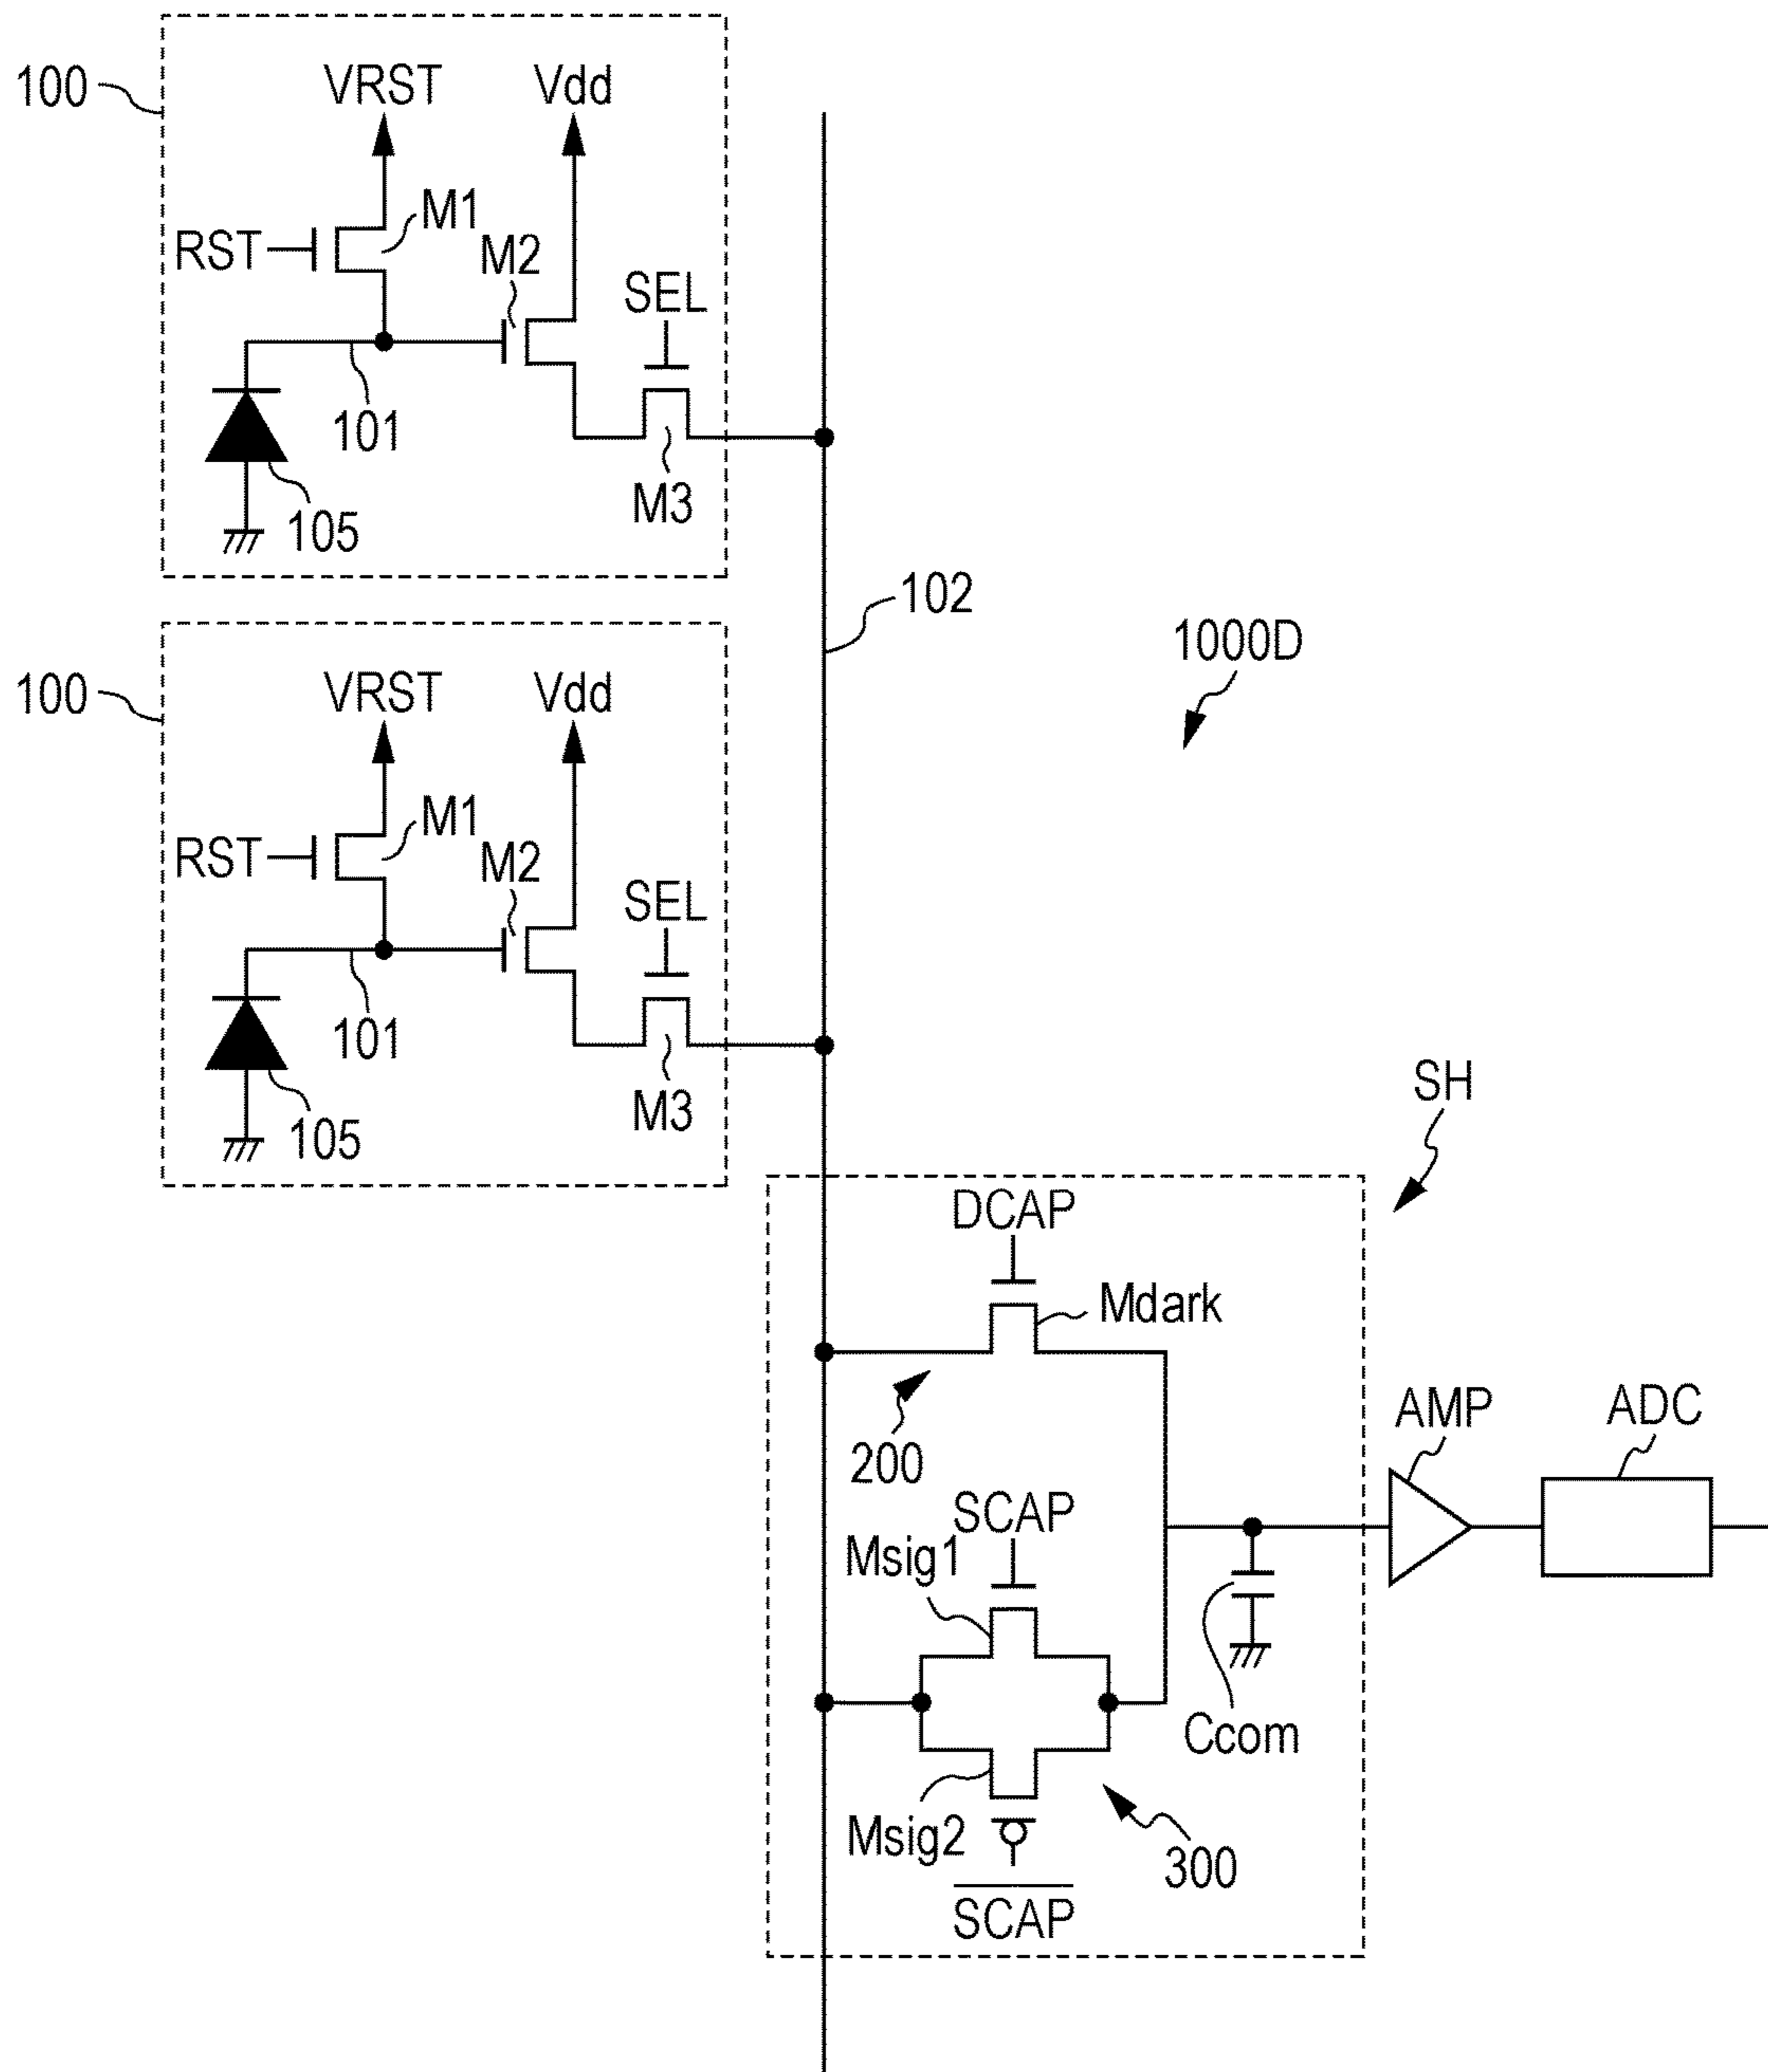 100
VRST
Vdd
M1
RST
M2
SEL
101
M3
105
102
1000D
100
VRST
Vdd
M1
RST
M2
SEL
101
M3
105
SH
DCAP
Mdark
200
AMP
ADC
SCAP
Msig1
Ccom
Msig2
300
SCAP